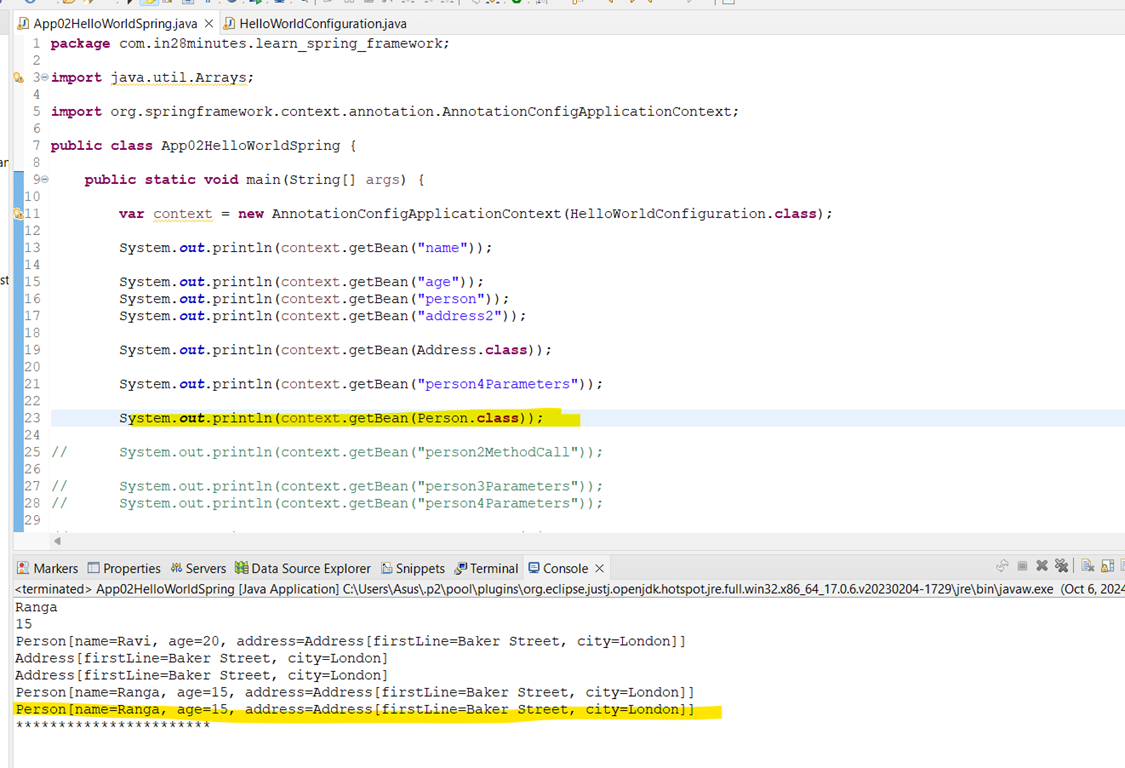 App02HelloWorldSpring.java HelloWorldConfiguration.java
1 package com.in28minutes.learn_spring_framework;
2
3 import java.util.Arrays;
4
5 import org.springframework.context.annotation.AnnotationConfigApplicationContext;
6
7 public class App02HelloWorldSpring {
8
9 public static void main(String[] args) {
10
11 var context = new AnnotationConfigApplicationContext(HelloWorldConfiguration.class);
12
13 System.out.println(context.getBean("name"));
14
15 System.out.println(context.getBean("age"));
16 System.out.println(context.getBean("person"));
17 System.out.println(context.getBean("address2"));
18
19 System.out.println(context.getBean(Address.class));
20
21 System.out.println(context.getBean("person4Parameters"));
22
23 System.out.println(context.getBean(Person.class));
24
25 // System.out.println(context.getBean("person2MethodCall"));
26
27 // System.out.println(context.getBean("person3Parameters"));
28 // System.out.println(context.getBean("person4Parameters"));
29
Markers Properties Servers Data Source Explorer Snippets Terminal Console
<terminated> App02HelloWorldSpring [Java Application] C:\Users\Asus\.p2\pool\plugins\org.eclipse.justj.openjdk.hotspot.jre.full.win32.x86_64_17.0.6.v20230204-1729\jre\bin\javaw.exe (Oct 6, 2024
Ranga
15
Person[name=Ravi, age=20, address=Address[firstLine=Baker Street, city=London]]
Address[firstLine=Baker Street, city=London]
Address[firstLine=Baker Street, city=London]
Person[name=Ranga, age=15, address=Address[firstLine=Baker Street, city=London]]
Person[name=Ranga, age=15, address=Address[firstLine=Baker Street, city=London]]
***********************